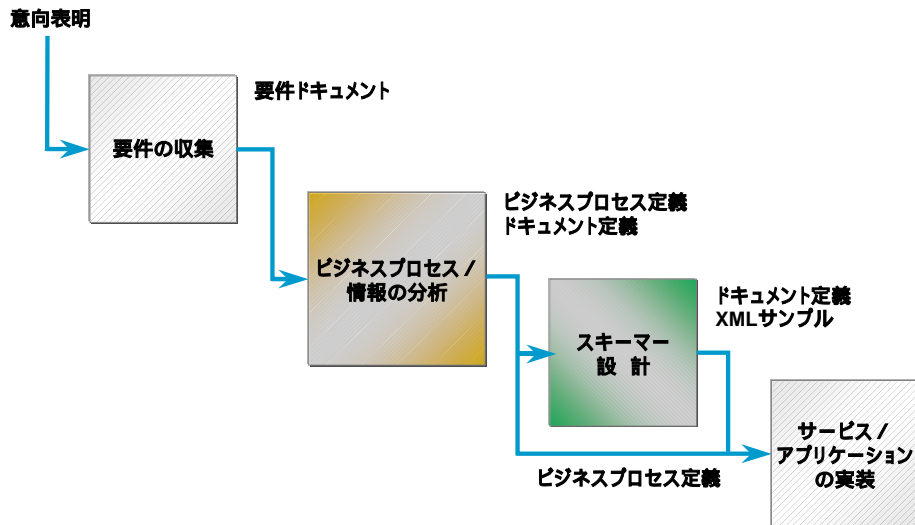 意向表明
要件ドキュメント
要件の収集
ビジネスプロセス定義
ドキュメント定義
ビジネスプロセス/
情報の分析
ドキュメント定義
XMLサンプル
スキーマー
設 計
サービス/
アプリケーション
の実装
ビジネスプロセス定義